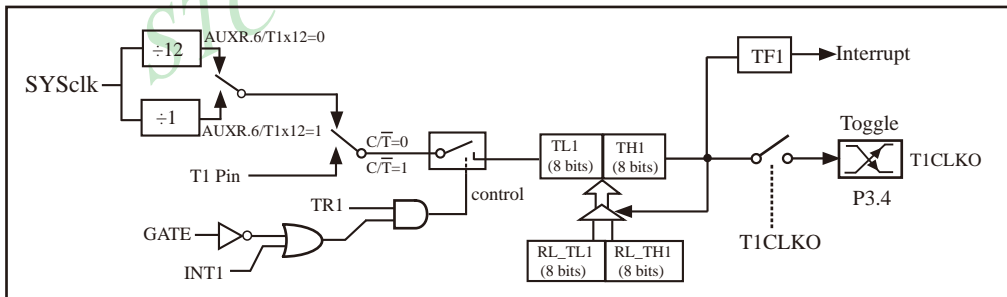 STC
÷12
AUXR.6/T1x12=0
SYSclk
÷1
AUXR.6/T1x12=1
T1 Pin
C/T̅=0
C/T̅=1
control
TR1
GATE
INT1
TL1
(8 bits)
TH1
(8 bits)
RL_TL1
(8 bits)
RL_TH1
(8 bits)
TF1
Interrupt
Toggle
T1CLKO
P3.4
T1CLKO